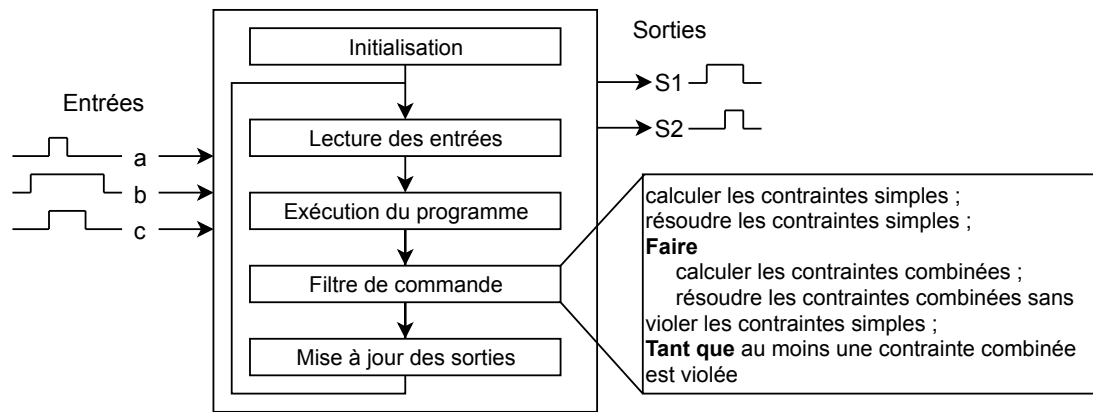 Entrées
a
b
c
Initialisation
Lecture des entrées
Exécution du programme
Filtre de commande
Mise à jour des sorties
Sorties
S1
S2
calculer les contraintes simples ;
résoudre les contraintes simples ;
Faire
calculer les contraintes combinées ;
résoudre les contraintes combinées sans
violer les contraintes simples ;
Tant que au moins une contrainte combinée
est violée